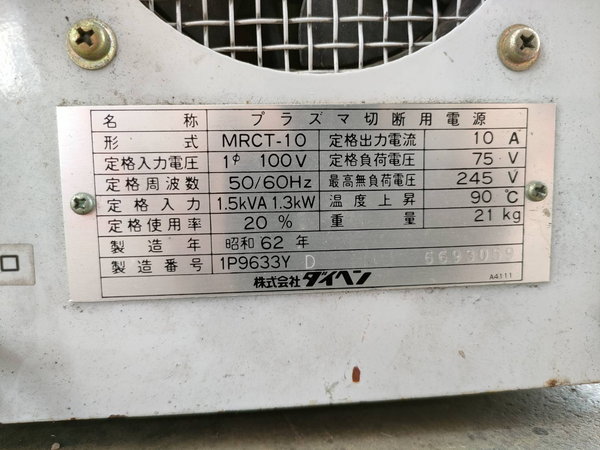 名称 プラズマ切断用電源
形式 MRCT-10 定格出力電流 10 A
定格入力電圧 1φ 100V 定格負荷電圧 75 V
定格周波数 50/60Hz 最高無負荷電圧 245 V
定格入力 1.5kVA 1.3kW 温度上昇 90 ℃
定格使用率 20 % 重量 21 kg
製造年 昭和 62 年
製造番号 1P9633Y D
株式会社 ダイヘン A4111